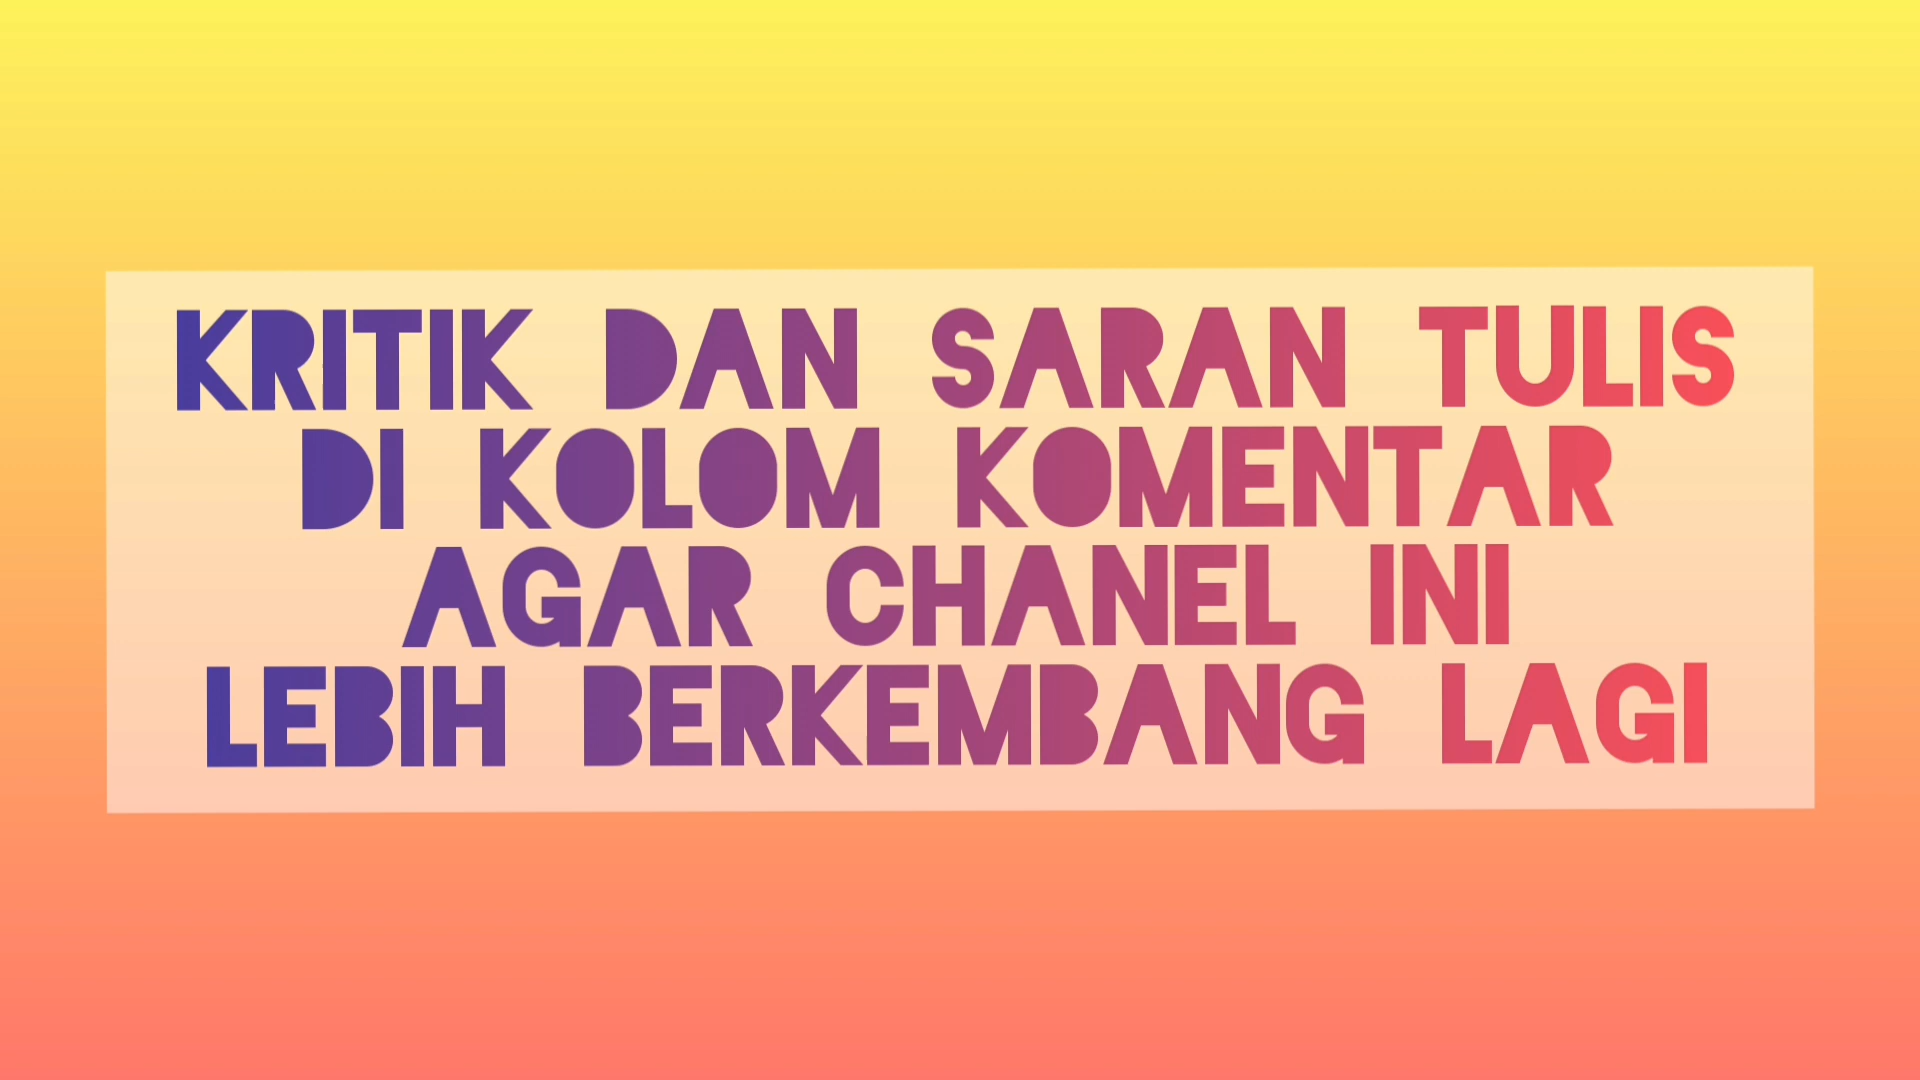 KRITIK DAN SARAN TULIS
DI KOLOM KOMENTAR
AGAR CHANEL INI
LEBIH BERKEMBANG LAGI